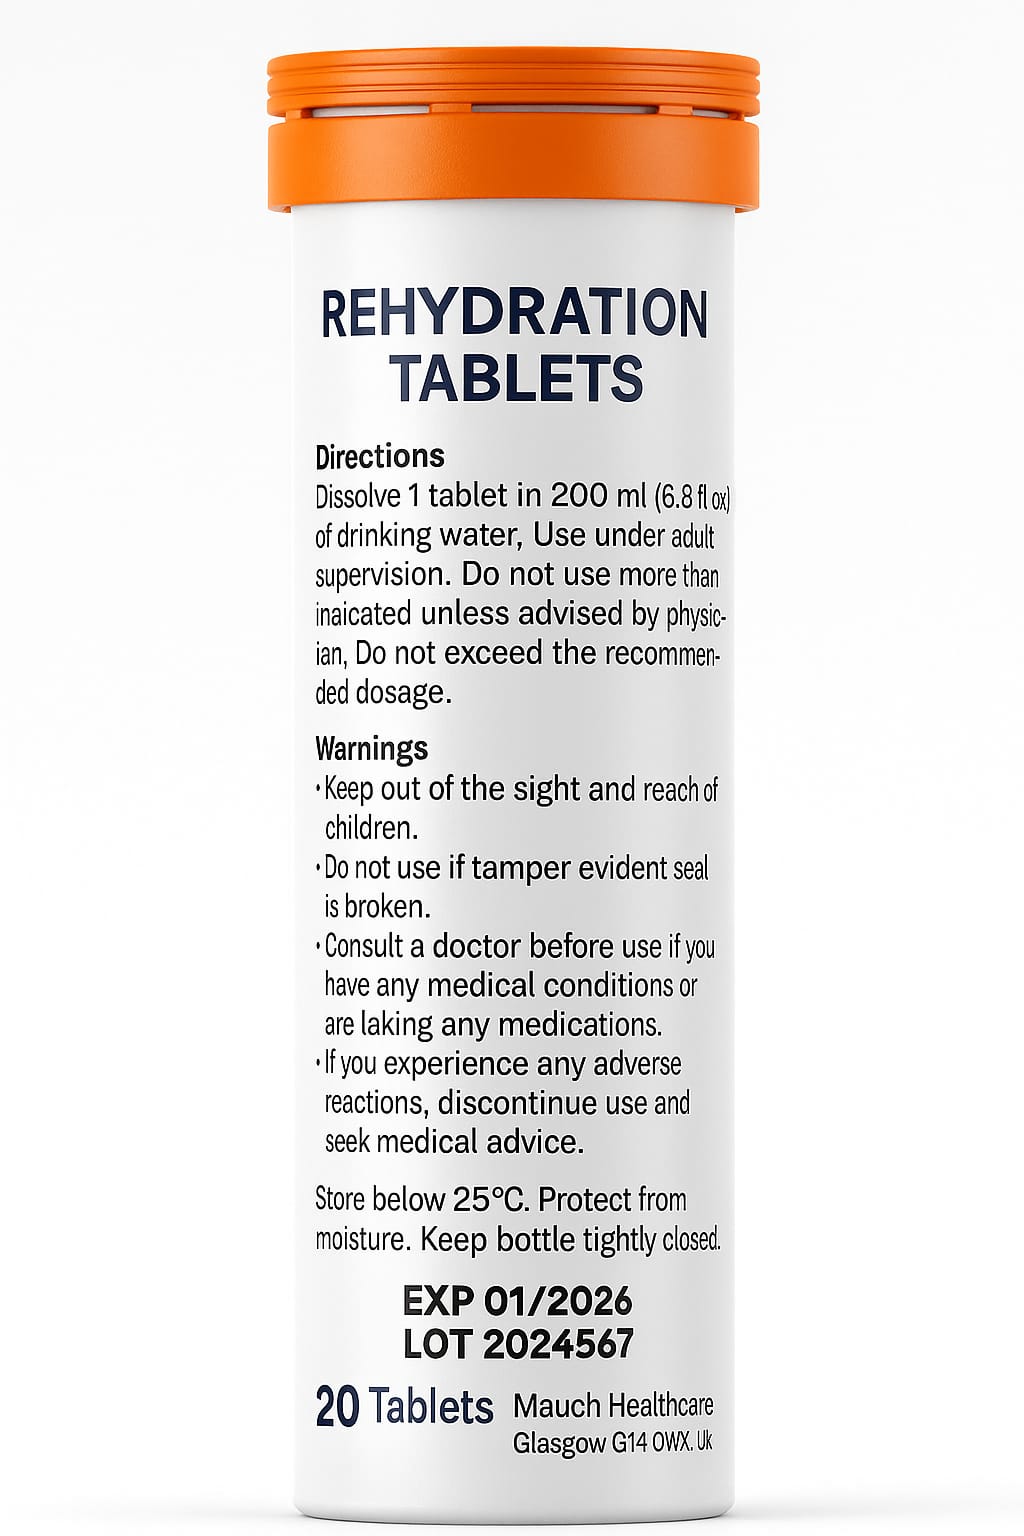 REHYDRATION
TABLETS
Directions
Dissolve 1 tablet in 200 ml (6.8 fl ox)
of drinking water, Use under adult
supervision. Do not use more than
inaicated unless advised by physic-
ian, Do not exceed the recommen-
ded dosage.
Warnings
· Keep out of the sight and reach of
children.
· Do not use if tamper evident seal
is broken.
· Consult a doctor before use if you
have any medical conditions or
are laking any medications.
· If you experience any adverse
reactions, discontinue use and
seek medical advice.
Store below 25°C. Protect from
moisture. Keep bottle tightly closed.
EXP 01/2026
LOT 2024567
20 Tablets Mauch Healthcare
Glasgow G14 OWX. Uk